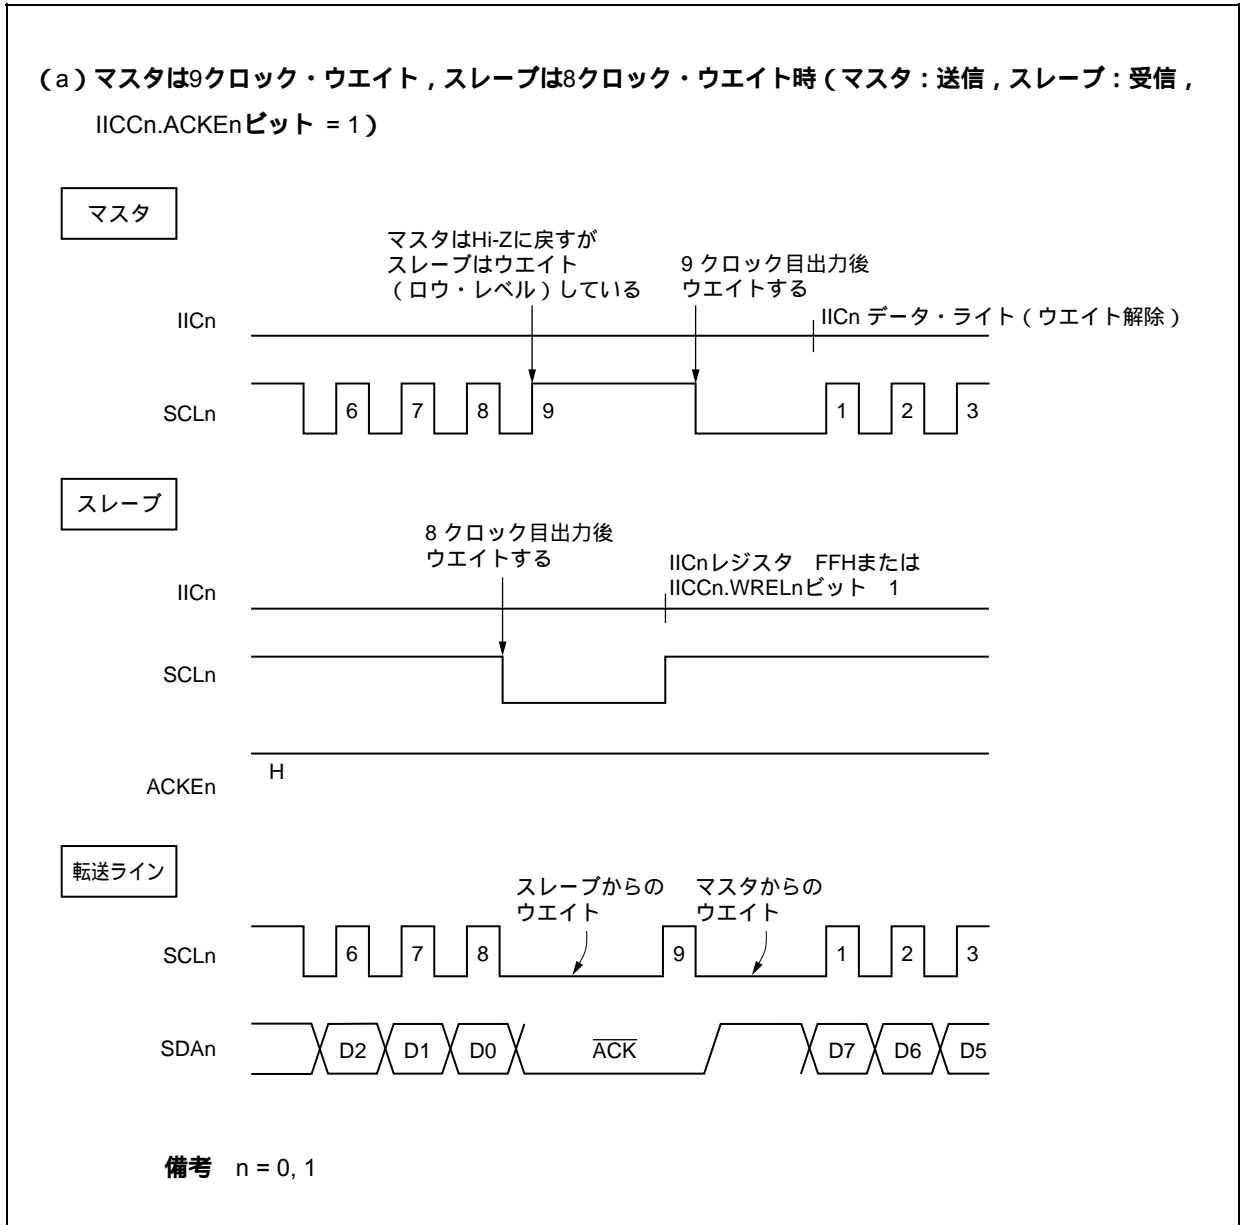 （a）マスタは9クロック・ウエイト，スレーブは8クロック・ウエイト時（マスタ：送信，スレーブ：受信，
IICCn.ACKEnビット = 1）
マスタ
マスタはHi-Zに戻すが
スレーブはウエイト
（ロウ・レベル）している
9 クロック目出力後
ウエイトする
IICn
IICn データ・ライト（ウエイト解除）
SCLn
6 7 8 9 1 2 3
スレーブ
8 クロック目出力後
ウエイトする
IICnレジスタ　FFHまたは
IICCn.WRELnビット　1
IICn
SCLn
H
ACKEn
転送ライン
スレーブからの
ウエイト
マスタからの
ウエイト
SCLn
6 7 8 9 1 2 3
SDAn
D2 D1 D0 ACK D7 D6 D5
備考　n = 0, 1